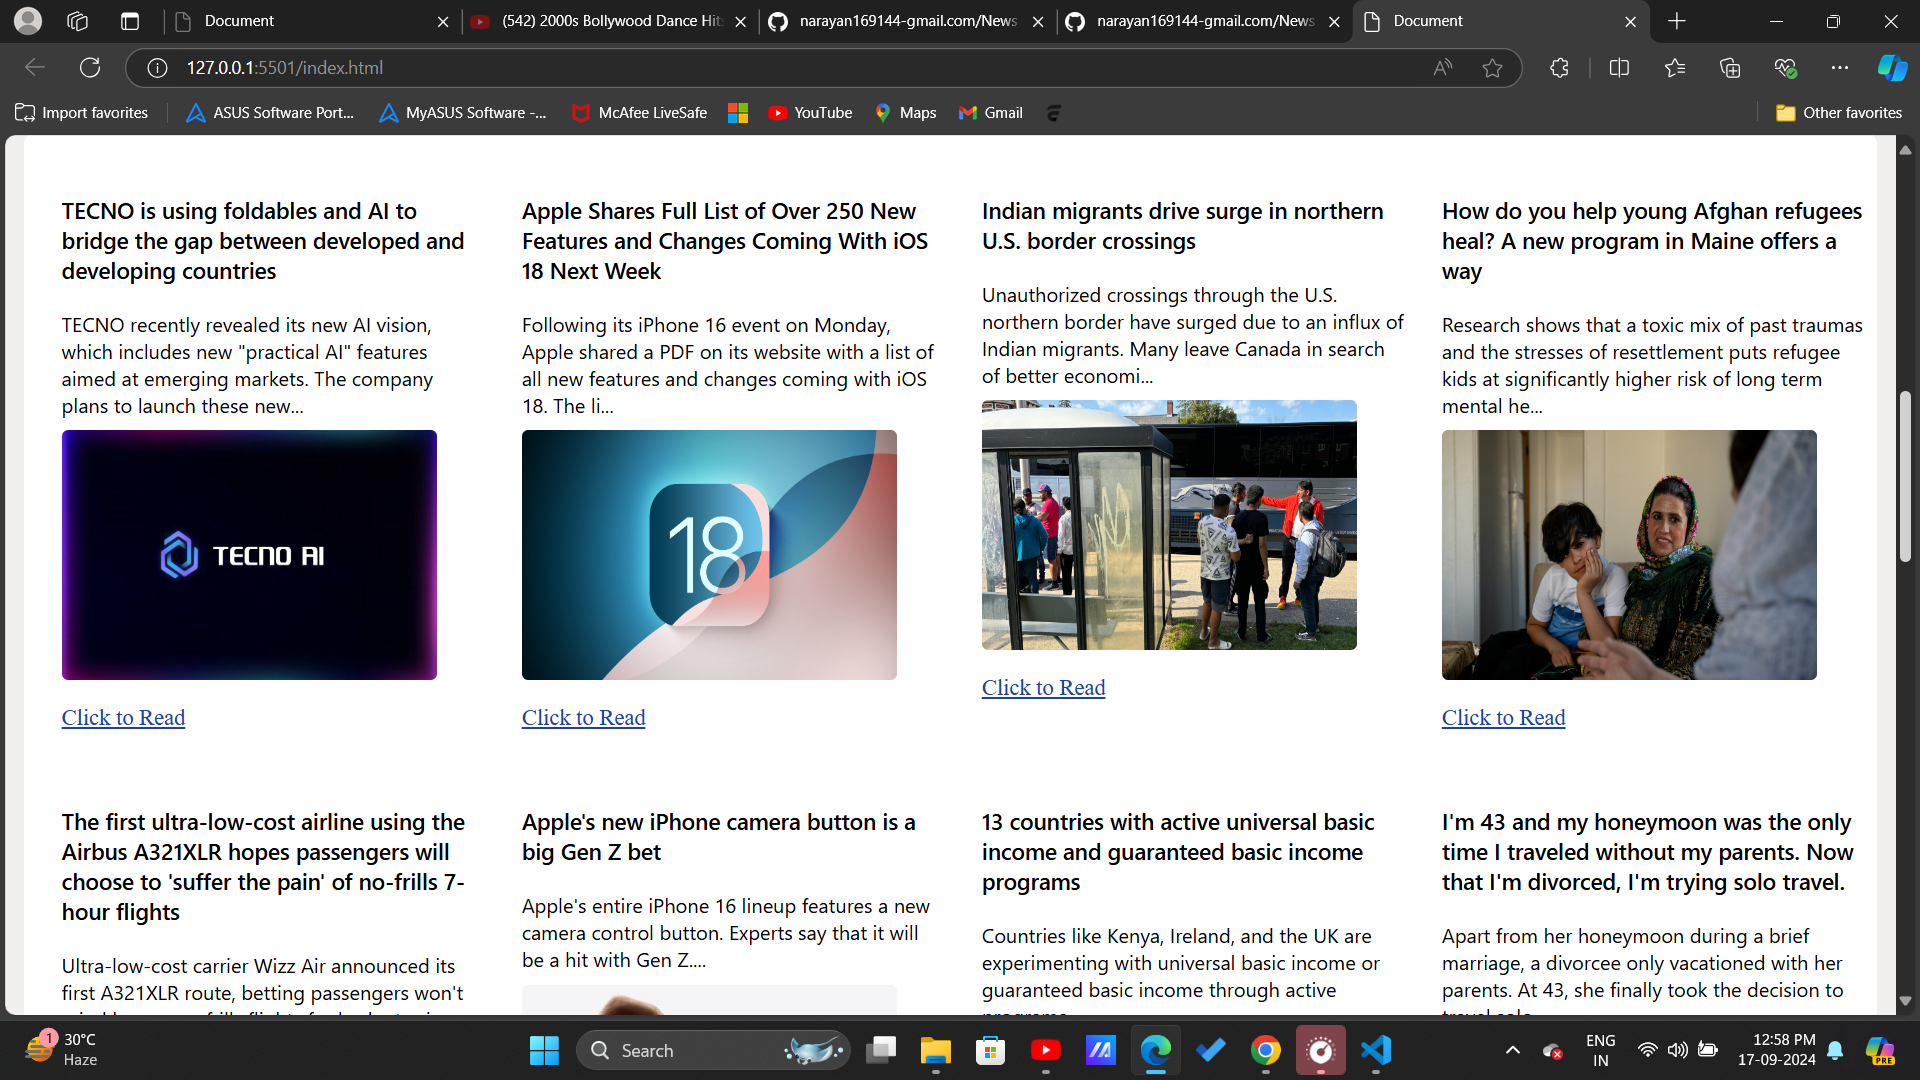 Document
(542) 2000s Bollywood Dance Hit
narayan169144-gmail.com/News
narayan169144-gmail.com/News
Document
127.0.0.1:5501/index.html
Import favorites
ASUS Software Port...
MyASUS Software -...
McAfee LiveSafe
YouTube
Maps
Gmail
Other favorites
TECNO is using foldables and AI to
bridge the gap between developed and
developing countries
TECNO recently revealed its new AI vision,
which includes new "practical AI" features
aimed at emerging markets. The company
plans to launch these new...
TECNO AI
Click to Read
Apple Shares Full List of Over 250 New
Features and Changes Coming With iOS
18 Next Week
Following its iPhone 16 event on Monday,
Apple shared a PDF on its website with a list of
all new features and changes coming with iOS
18. The li...
18
Click to Read
Indian migrants drive surge in northern
U.S. border crossings
Unauthorized crossings through the U.S.
northern border have surged due to an influx of
Indian migrants. Many leave Canada in search
of better economi...
Click to Read
How do you help young Afghan refugees
heal? A new program in Maine offers a
way
Research shows that a toxic mix of past traumas
and the stresses of resettlement puts refugee
kids at significantly higher risk of long term
mental he...
Click to Read
The first ultra-low-cost airline using the
Airbus A321XLR hopes passengers will
choose to 'suffer the pain' of no-frills 7-
hour flights
Ultra-low-cost carrier Wizz Air announced its
first A321XLR route, betting passengers won't
Apple's new iPhone camera button is a
big Gen Z bet
Apple's entire iPhone 16 lineup features a new
camera control button. Experts say that it will
be a hit with Gen Z....
13 countries with active universal basic
income and guaranteed basic income
programs
Countries like Kenya, Ireland, and the UK are
experimenting with universal basic income or
guaranteed basic income through active
I'm 43 and my honeymoon was the only
time I traveled without my parents. Now
that I'm divorced, I'm trying solo travel.
Apart from her honeymoon during a brief
marriage, a divorcee only vacationed with her
parents. At 43, she finally took the decision to
1
30°C
Haze
Search
PRE
ENG
IN
12:58 PM
17-09-2024